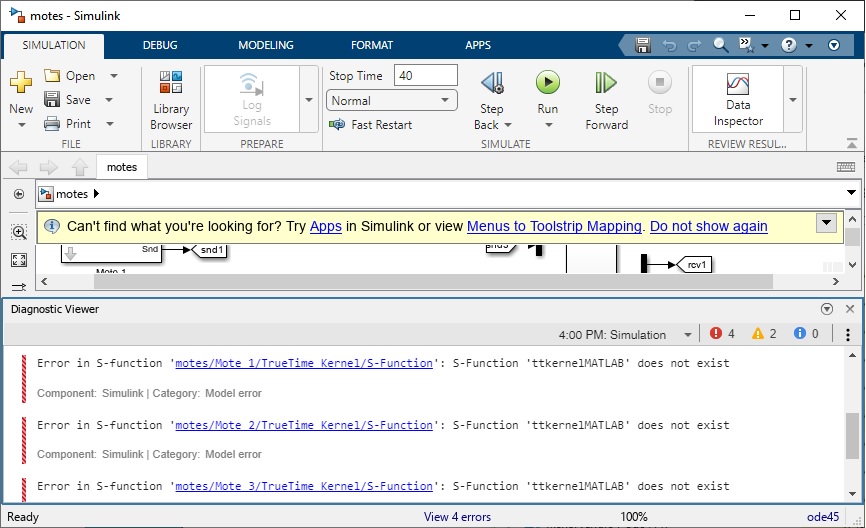 motes - Simulink
SIMULATION DEBUG MODELING FORMAT APPS
New
Open
Save
Print
FILE
Library
Browser
LIBRARY
Log
Signals
PREPARE
Stop Time 40
Normal
Fast Restart
Step
Back
Run
Step
Forward
Stop
SIMULATE
Data
Inspector
REVIEW RESUL...
motes
motes
Can't find what you're looking for? Try Apps in Simulink or view Menus to Toolstrip Mapping. Do not show again
Snd snd1
rcv1
Diagnostic Viewer
4:00 PM: Simulation 4 2 0
Error in S-function 'motes/Mote 1/TrueTime Kernel/S-Function': S-Function 'ttkernelMATLAB' does not exist
Component: Simulink | Category: Model error
Error in S-function 'motes/Mote 2/TrueTime Kernel/S-Function': S-Function 'ttkernelMATLAB' does not exist
Component: Simulink | Category: Model error
Error in S-function 'motes/Mote 3/TrueTime Kernel/S-Function': S-Function 'ttkernelMATLAB' does not exist
Ready View 4 errors 100% ode45